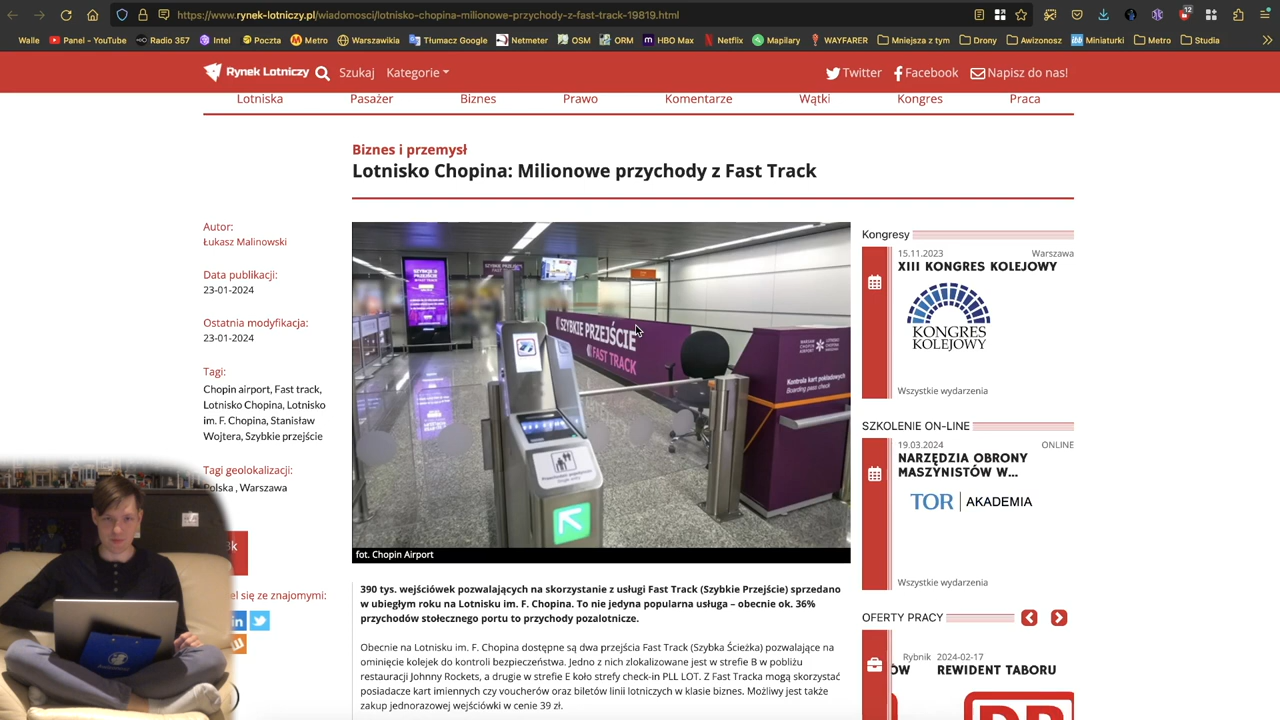 https://www.rynek-lotniczy.pl/wiadomosci/lotnisko-chopina-milionowe-przychody-z-fast-track-19819.html
12
Walle Panel - YouTube Radio 357 Intel Poczta Metro Warszawikia Tłumacz Google Netmeter OSM ORM HBO Max Netflix Mapilary WAYFARER Mniejsza z tym Drony Awizonosz Miniaturki Metro Studia
Rynek Lotniczy Szukaj Kategorie Twitter Facebook Napisz do nas!
Lotniska Pasażer Biznes Prawo Komentarze Wątki Kongres Praca
Biznes i przemysł
Lotnisko Chopina: Milionowe przychody z Fast Track
Autor:
Łukasz Malinowski
Data publikacji:
23-01-2024
Ostatnia modyfikacja:
23-01-2024
Tagi:
Chopin airport, Fast track,
Lotnisko Chopina, Lotnisko
im. F. Chopina, Stanisław
Wojtera, Szybkie przejście
Tagi geolokalizacji:
Polska , Warszawa
el się ze znajomymi:
SZYBKIE PRZEJŚCIE
FAST TRACK
Kontrola kart pokładowych
Boarding pass check
fot. Chopin Airport
390 tys. wejściówek pozwalających na skorzystanie z usługi Fast Track (Szybkie Przejście) sprzedano
w ubiegłym roku na Lotnisku im. F. Chopina. To nie jedyna popularna usługa – obecnie ok. 36%
przychodów stołecznego portu to przychody pozalotnicze.
Obecnie na Lotnisku im. F. Chopina dostępne są dwa przejścia Fast Track (Szybka Ścieżka) pozwalające na
ominięcie kolejek do kontroli bezpieczeństwa. Jedno z nich zlokalizowane jest w strefie B w pobliżu
restauracji Johnny Rockets, a drugie w strefie E koło strefy check-in PLL LOT. Z Fast Tracka mogą skorzystać
posiadacze kart imiennych czy voucherów oraz biletów linii lotniczych w klasie biznes. Możliwy jest także
zakup jednorazowej wejściówki w cenie 39 zł.
Kongresy
15.11.2023 Warszawa
XIII KONGRES KOLEJOWY
KONGRES
KOLEJOWY
Wszystkie wydarzenia
SZKOLENIE ON-LINE
19.03.2024 ONLINE
NARZĘDZIA OBRONY
MASZYNISTÓW W...
TOR AKADEMIA
Wszystkie wydarzenia
OFERTY PRACY
Rybnik 2024-02-17
ÓW REWIDENT TABORU